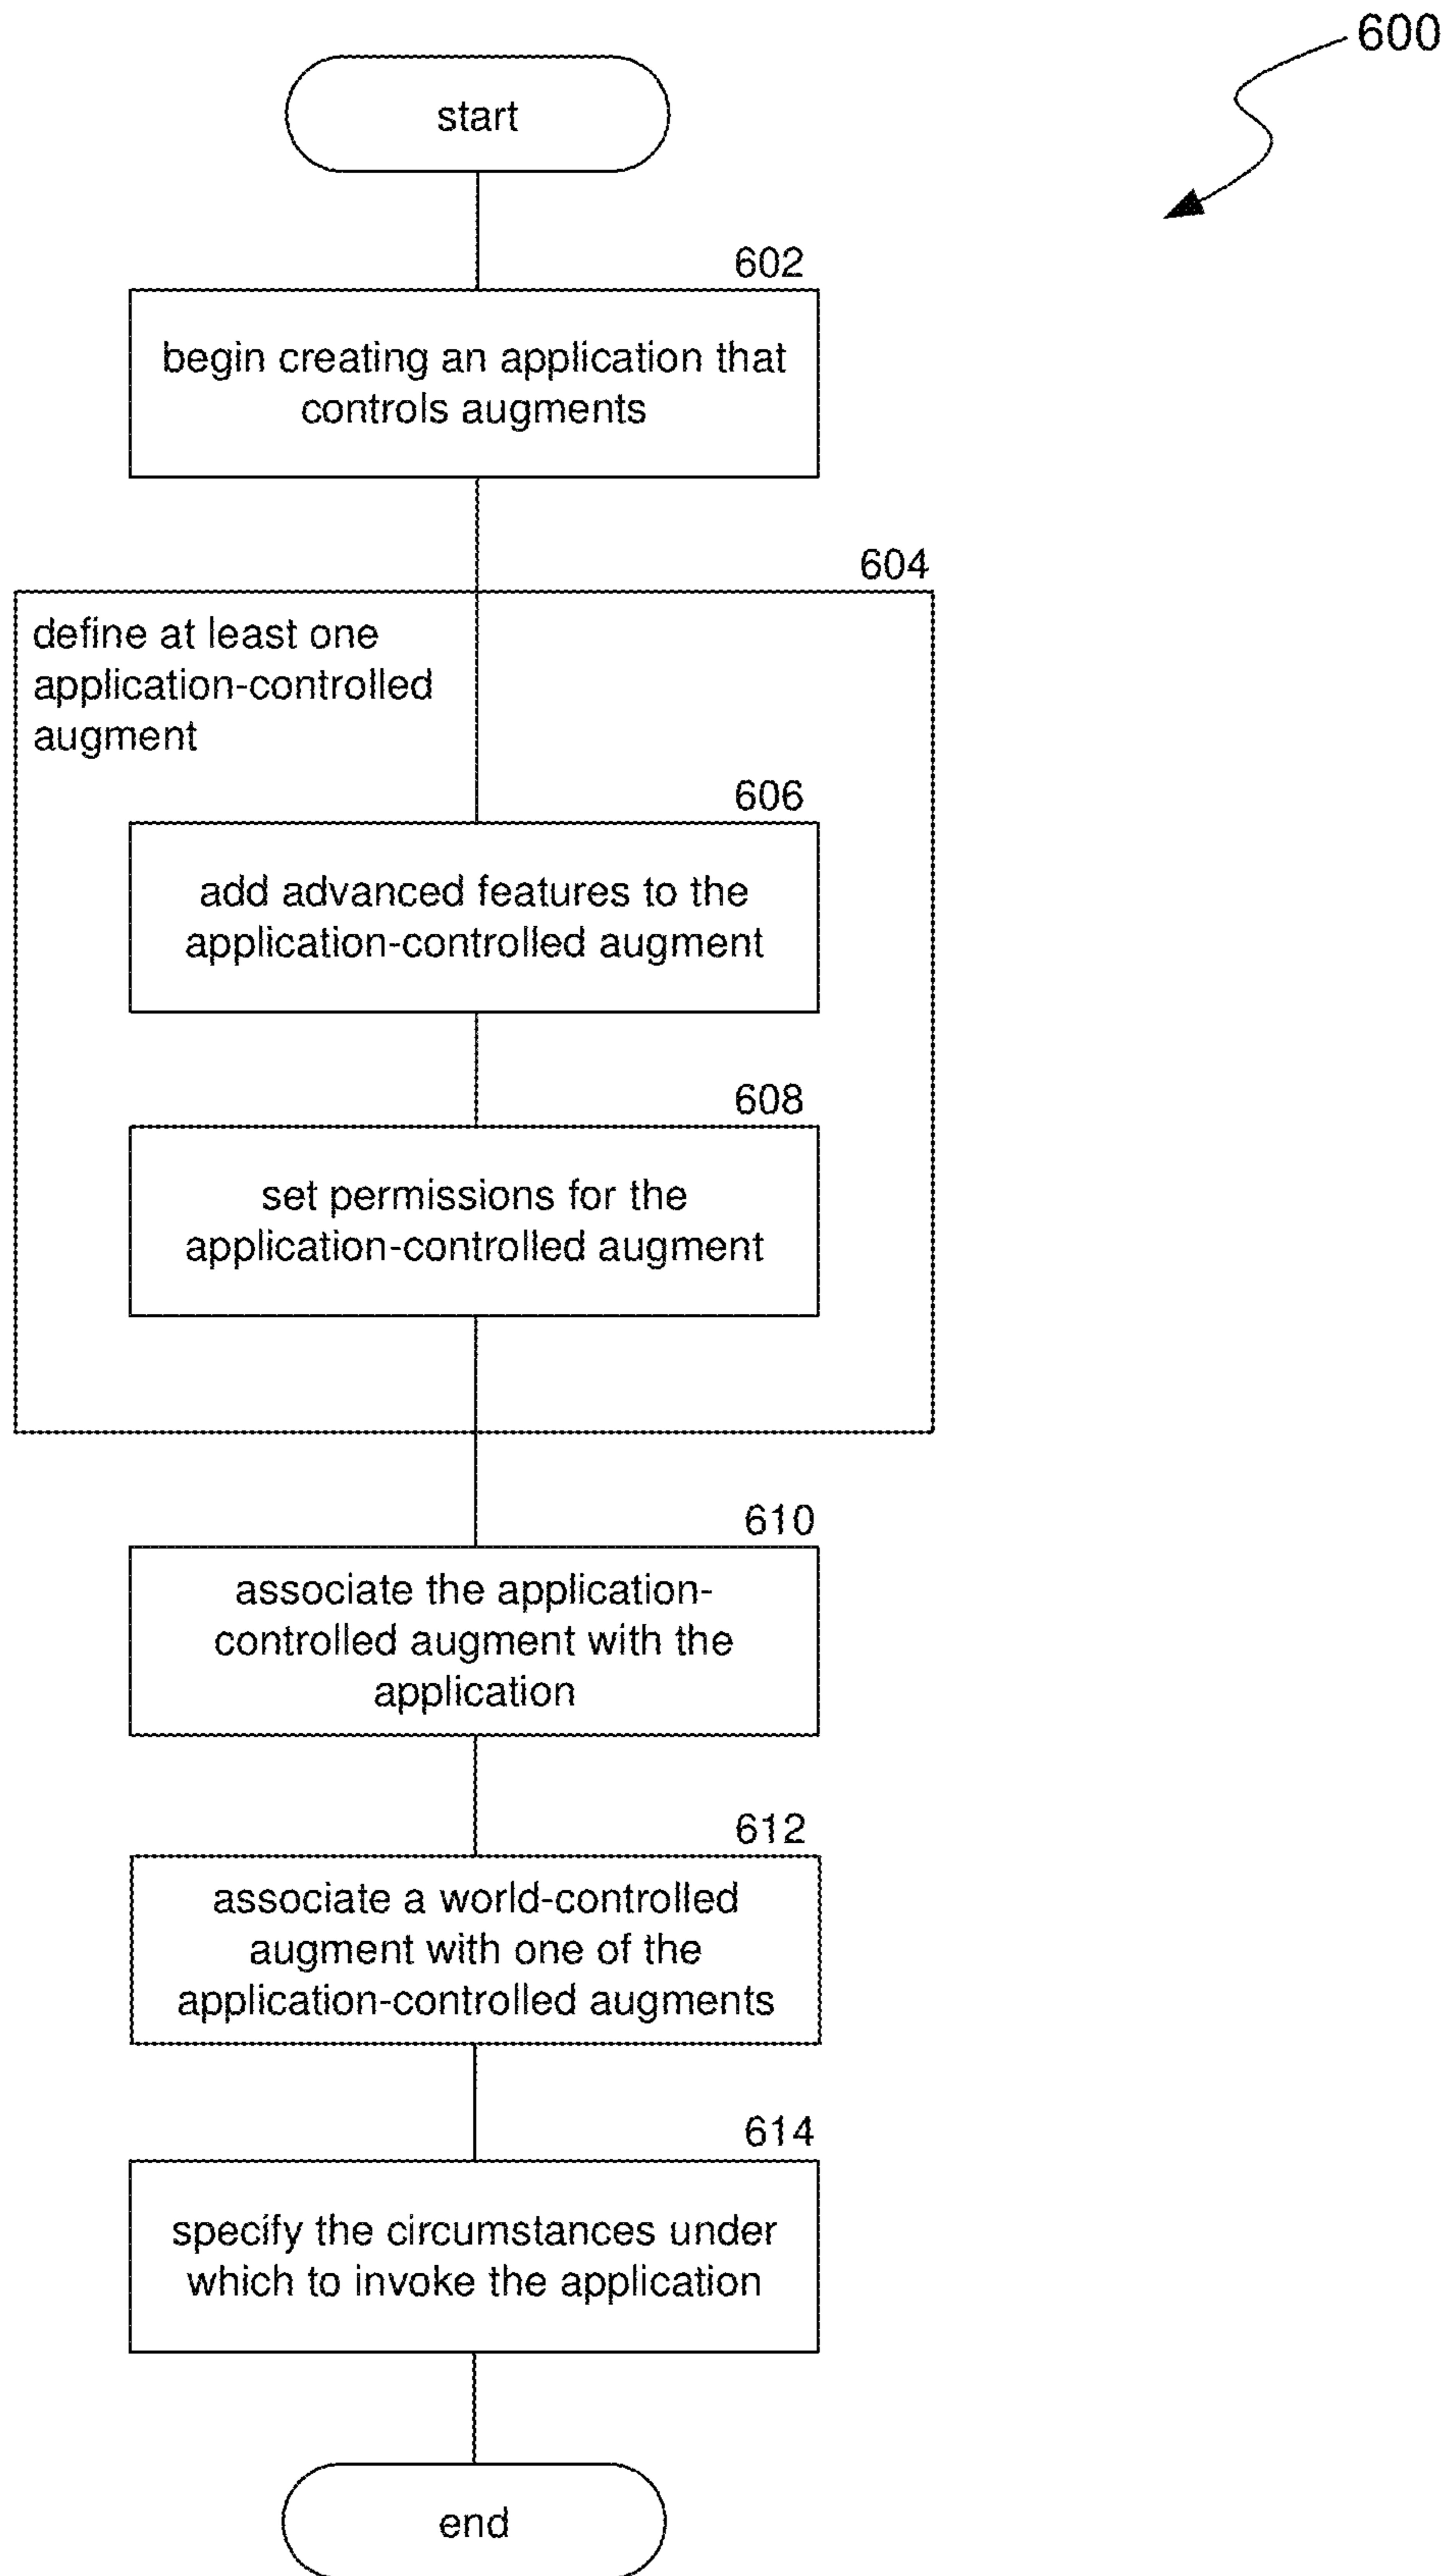 600
start
602
begin creating an application that
controls augments
604
define at least one
application-controlled
augment
606
add advanced features to the
application-controlled augment
608
set permissions for the
application-controlled augment
610
associate the application-
controlled augment with the
application
612
associate a world-controlled
augment with one of the
application-controlled augments
614
specify the circumstances under
which to invoke the application
end